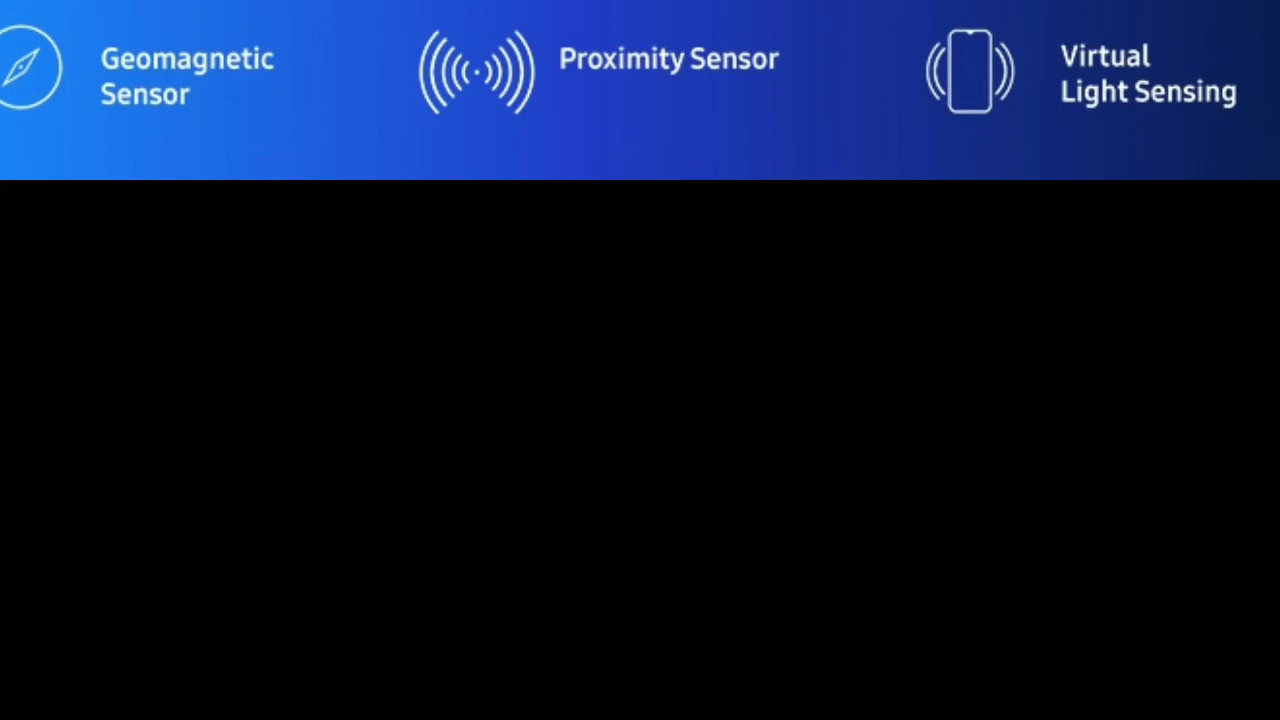 Geomagnetic
Sensor
Proximity Sensor
Virtual
Light Sensing